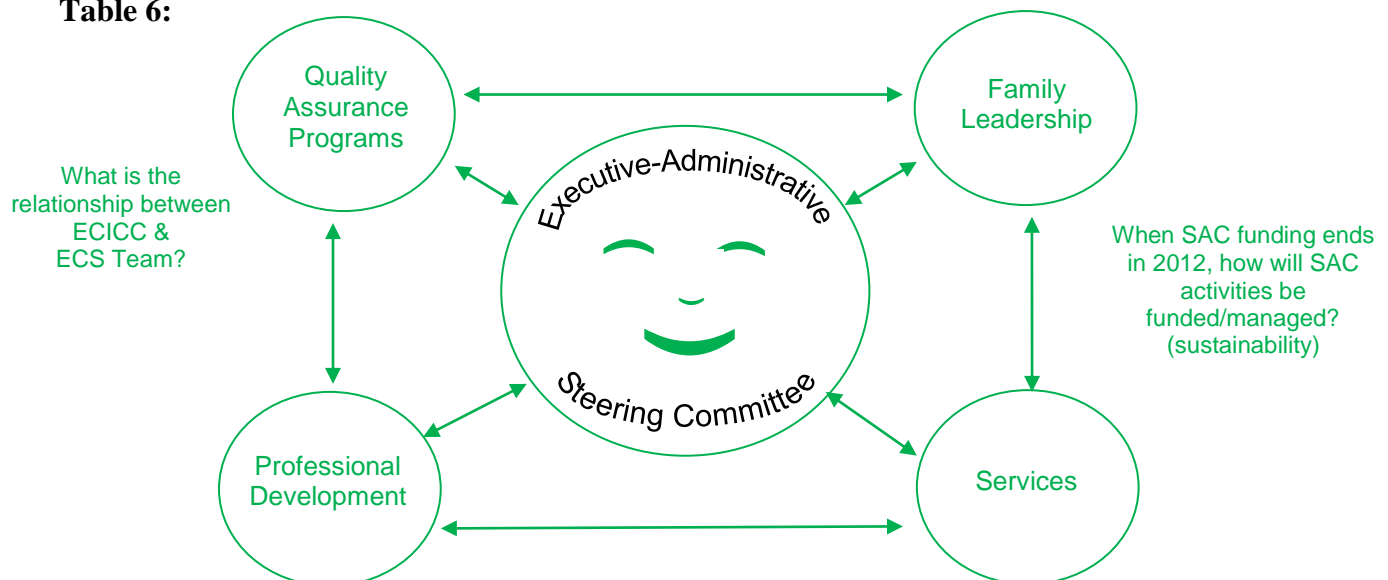 Table 6:
Quality
Assurance
Programs
Family
Leadership
What is the
relationship between
ECICC &
ECS Team?
Executive-Administrative
Steering Committee
When SAC funding ends
in 2012, how will SAC
activities be
funded/managed?
(sustainability)
Professional
Development
Services